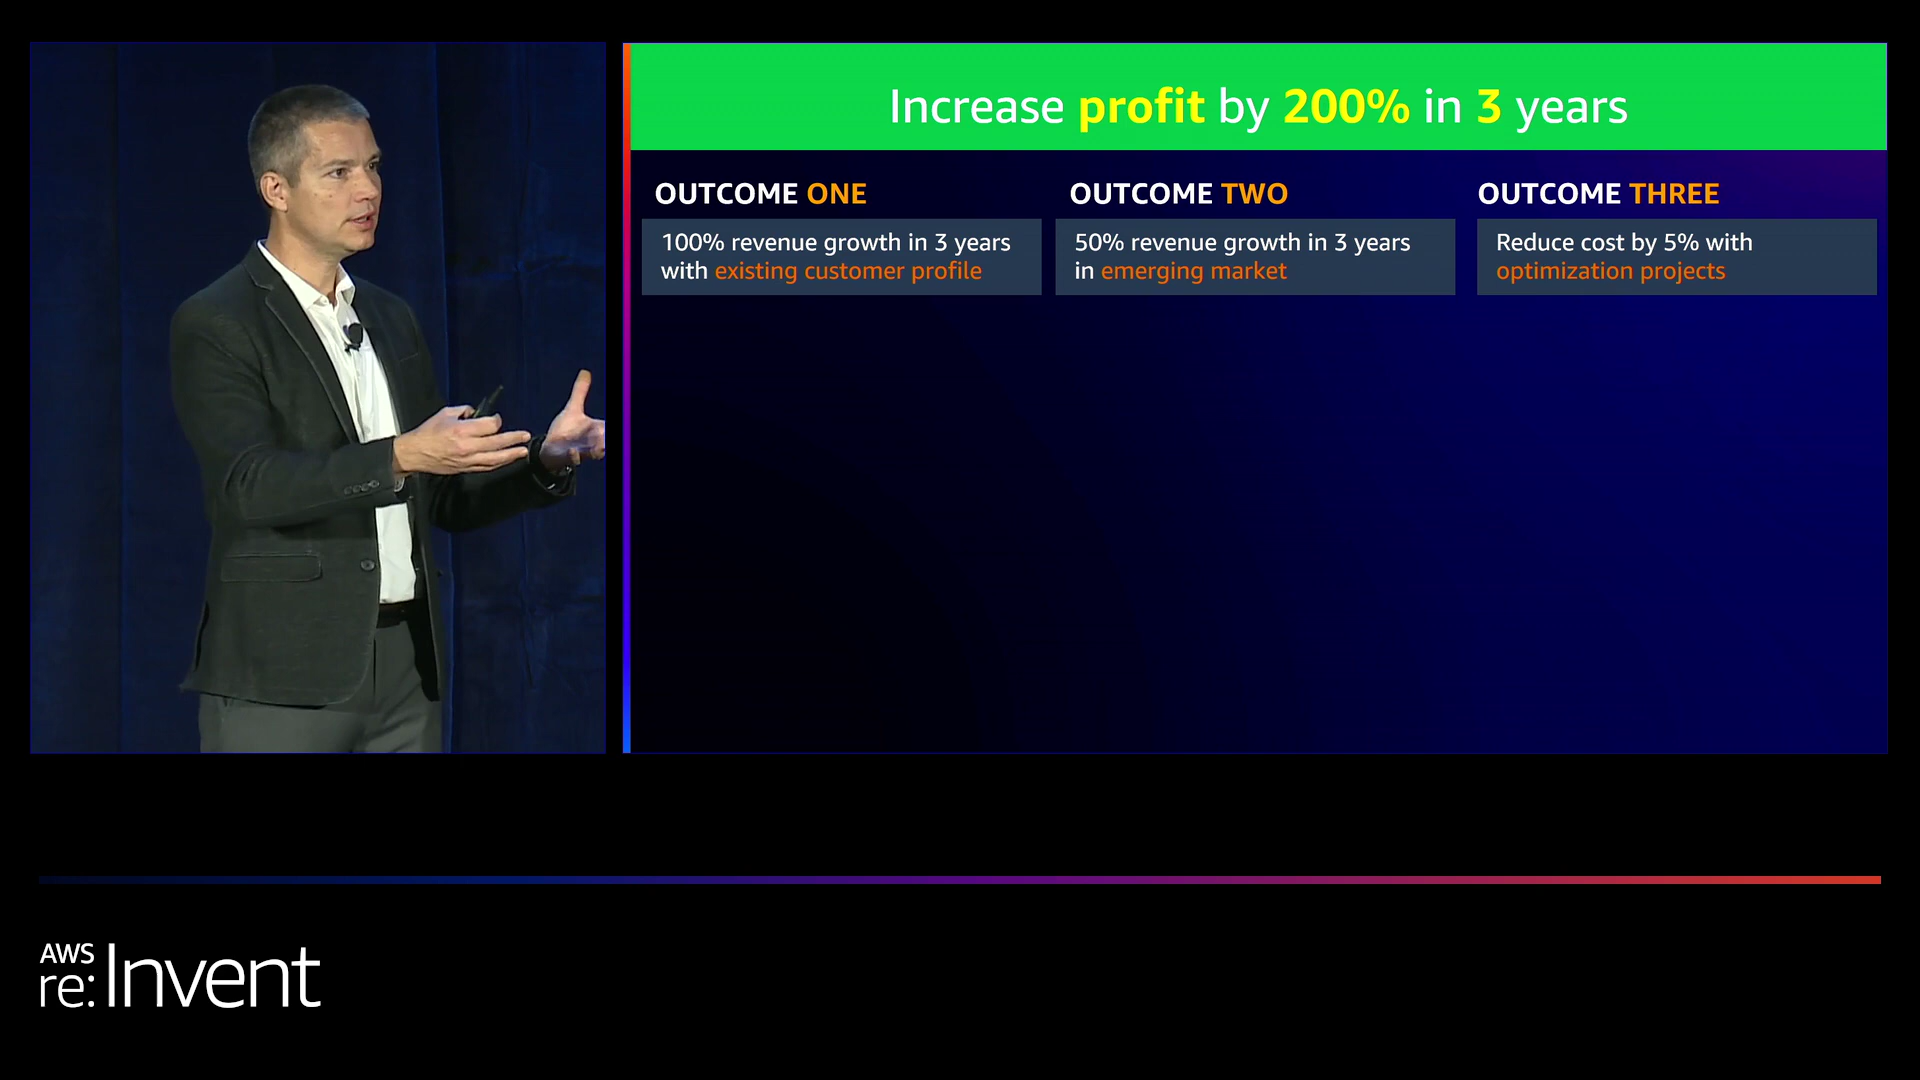 Increase profit by 200% in 3 years
OUTCOME ONE
100% revenue growth in 3 years
with existing customer profile
OUTCOME TWO
50% revenue growth in 3 years
in emerging market
OUTCOME THREE
Reduce cost by 5% with
optimization projects
AWS
re:Invent